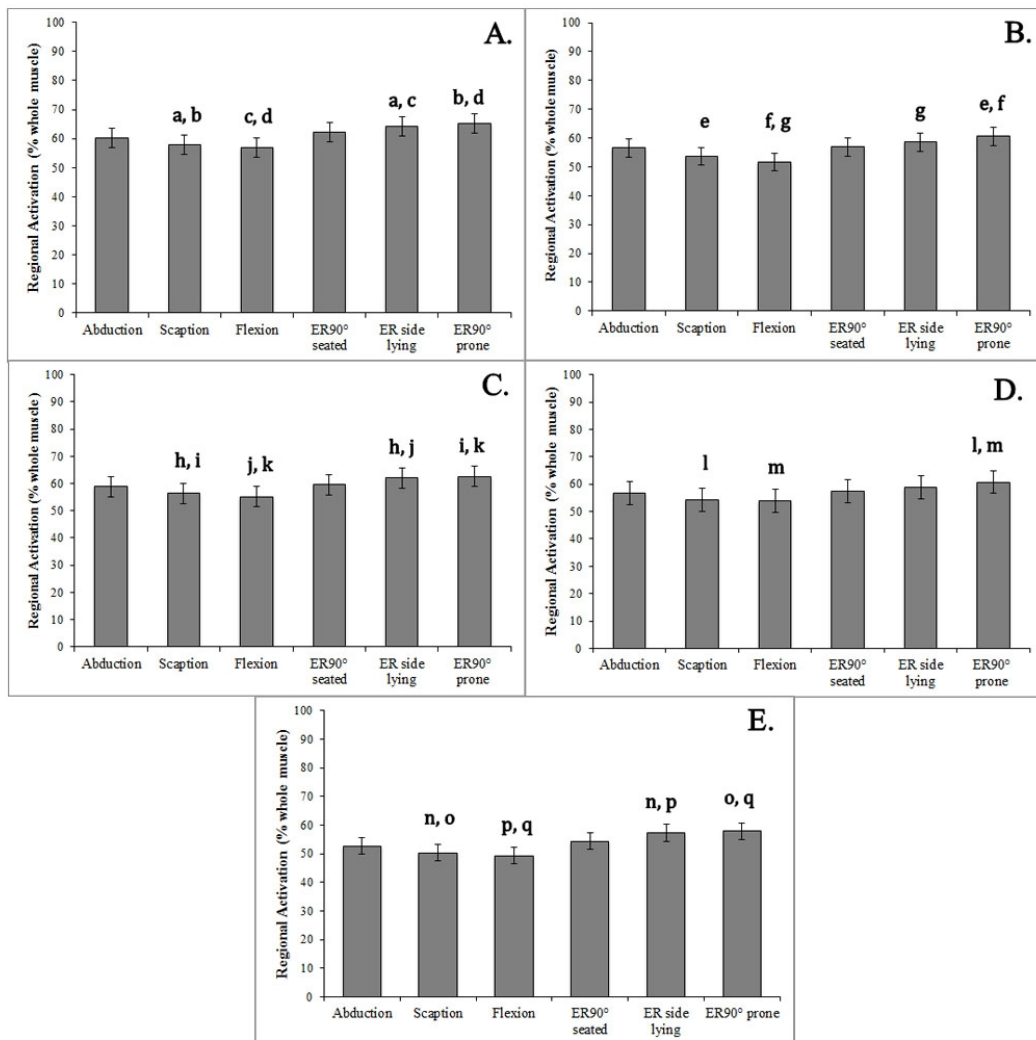 A.
Regional Activation (% whole muscle)
100
90
80
70
60
50
40
30
20
10
0
a, b
c, d
a, c
b, d
Abduction Scaption Flexion ER90° seated ER side lying ER90° prone
B.
Regional Activation (% whole muscle)
100
90
80
70
60
50
40
30
20
10
0
e
f, g
g
e, f
Abduction Scaption Flexion ER90° seated ER side lying ER90° prone
C.
Regional Activation (% whole muscle)
100
90
80
70
60
50
40
30
20
10
0
h, i
j, k
h, j
i, k
Abduction Scaption Flexion ER90° seated ER side lying ER90° prone
D.
Regional Activation (% whole muscle)
100
90
80
70
60
50
40
30
20
10
0
l
m
l, m
Abduction Scaption Flexion ER90° seated ER side lying ER90° prone
E.
Regional Activation (% whole muscle)
100
90
80
70
60
50
40
30
20
10
0
n, o
p, q
n, p
o, q
Abduction Scaption Flexion ER90° seated ER side lying ER90° prone